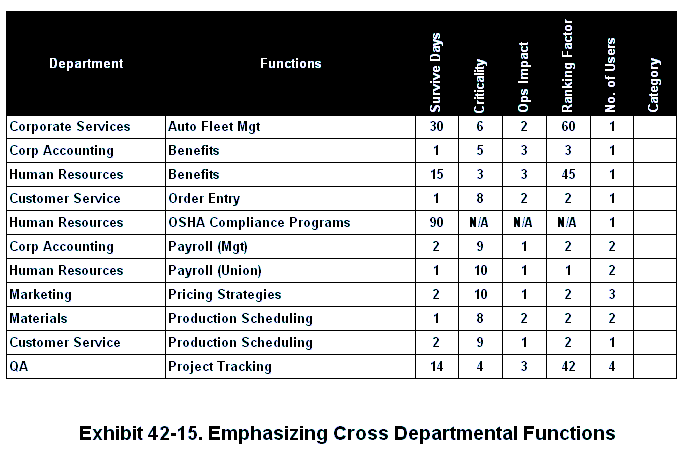 Department Functions Survive Days Criticality Ops Impact Ranking Factor No. of Users Category
Corporate Services Auto Fleet Mgt 30 6 2 60 1
Corp Accounting Benefits 1 5 3 3 1
Human Resources Benefits 15 3 3 45 1
Customer Service Order Entry 1 8 2 2 1
Human Resources OSHA Compliance Programs 90 N/A N/A N/A 1
Corp Accounting Payroll (Mgt) 2 9 1 2 2
Human Resources Payroll (Union) 1 10 1 1 2
Marketing Pricing Strategies 2 10 1 2 3
Materials Production Scheduling 1 8 2 2 2
Customer Service Production Scheduling 2 9 1 2 1
QA Project Tracking 14 4 3 42 4
Exhibit 42-15. Emphasizing Cross Departmental Functions